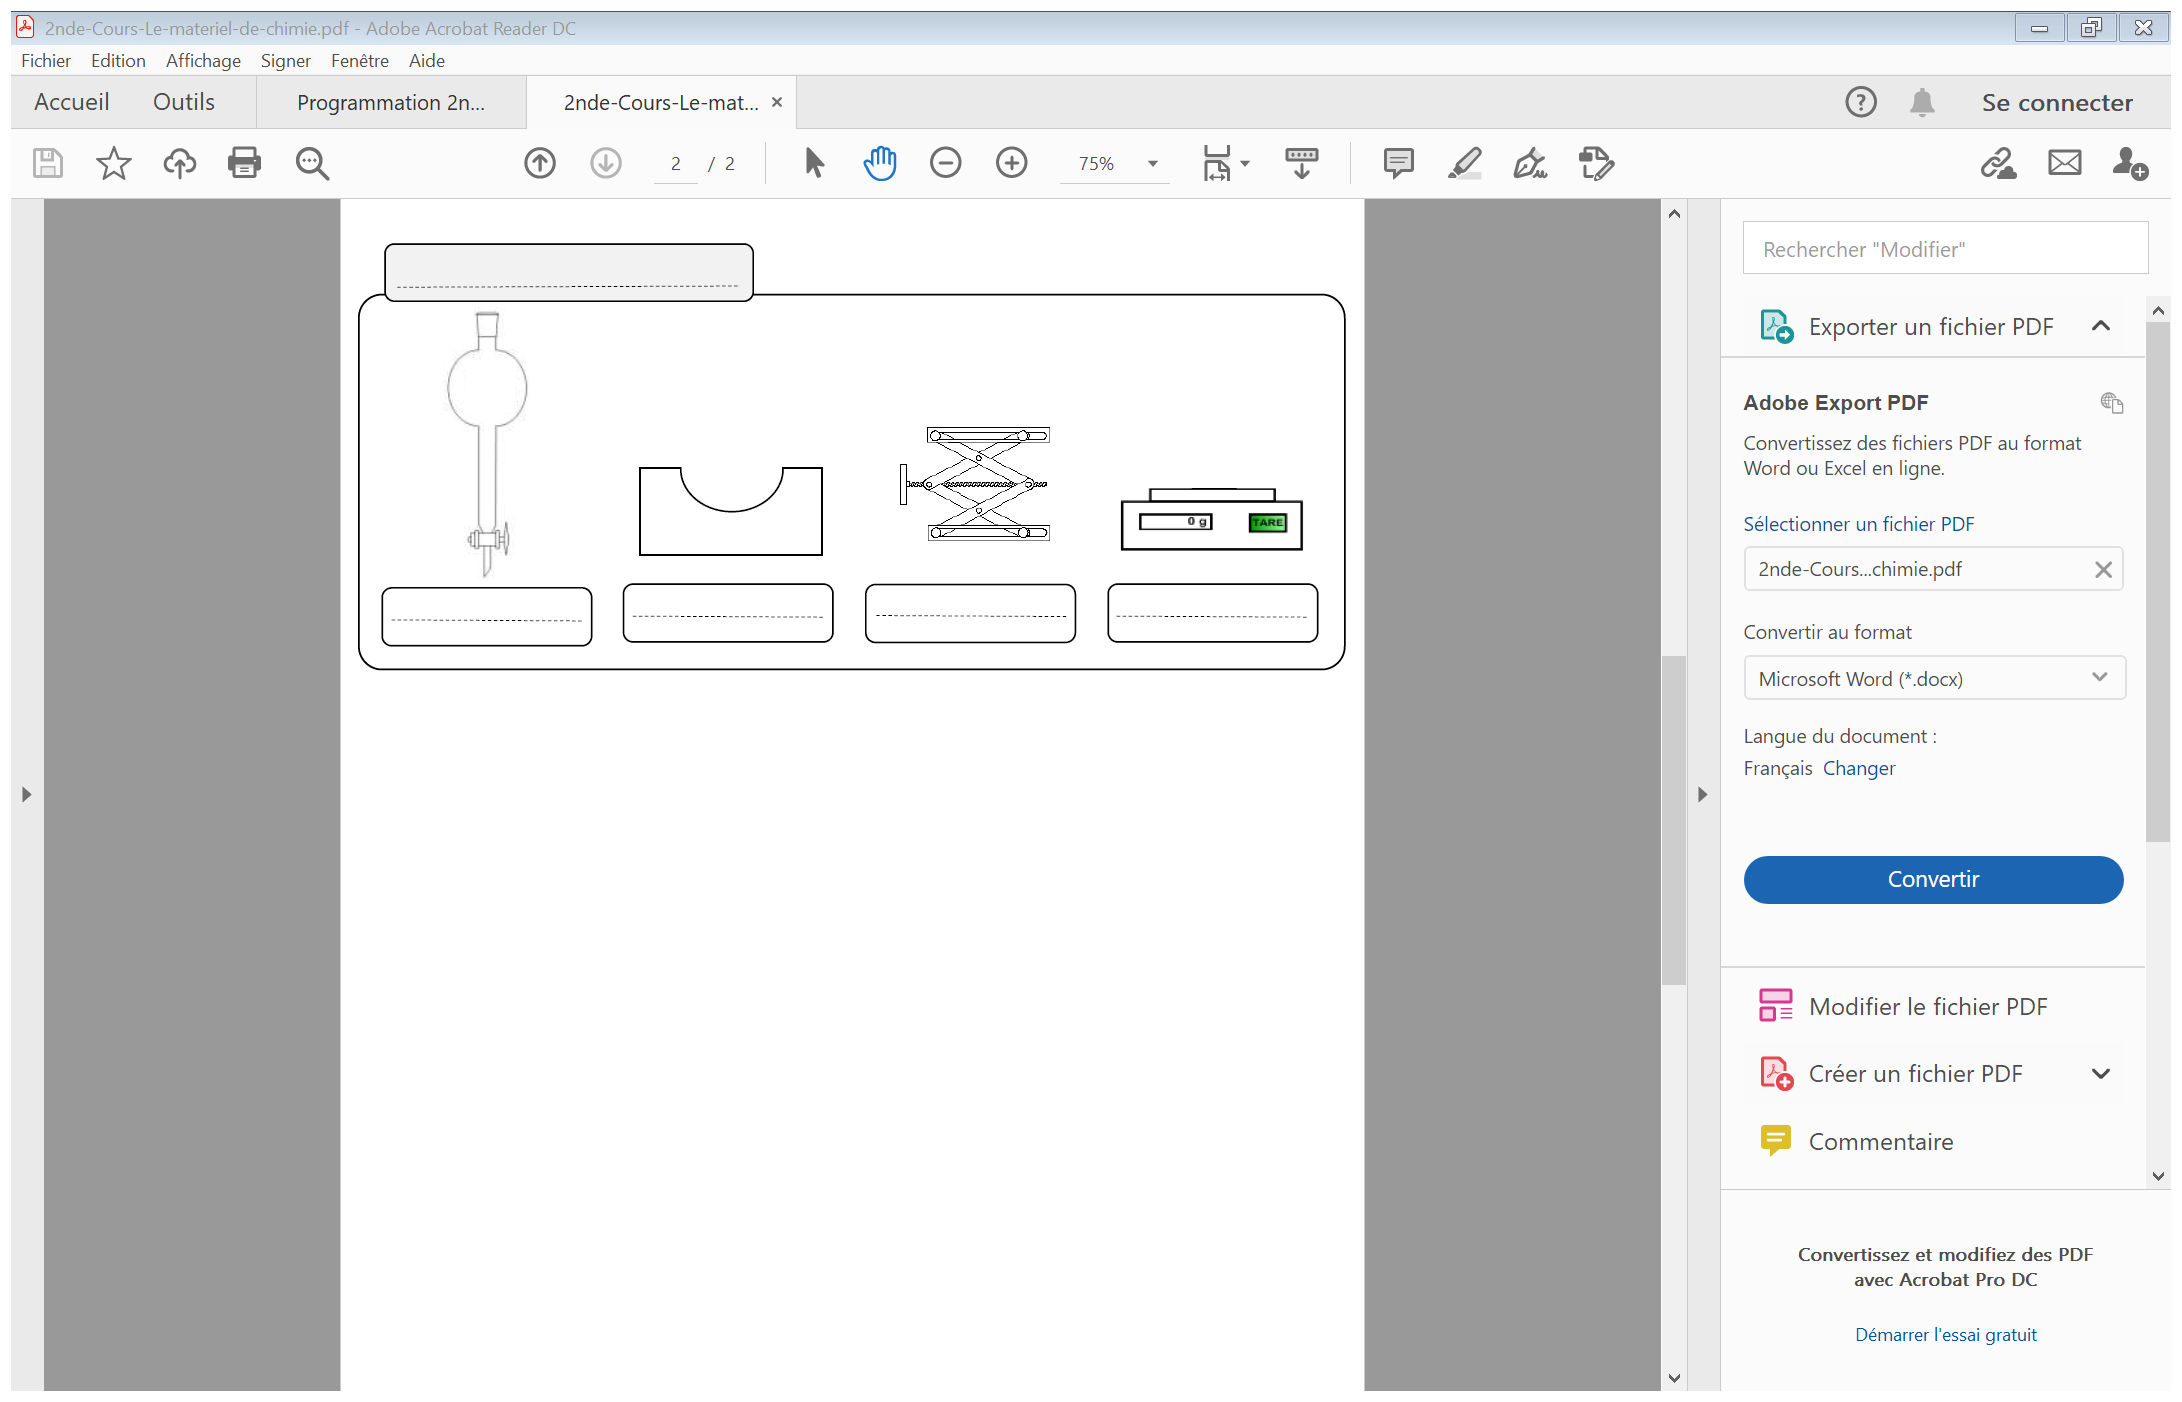 2nde-Cours-Le-materiel-de-chimie.pdf - Adobe Acrobat Reader DC
Fichier Edition Affichage Signer Fenêtre Aide
Accueil Outils Programmation 2n... 2nde-Cours-Le-mat... × ? Se connecter
2 / 2 75%
0 g TARE
Rechercher "Modifier"
Exporter un fichier PDF
Adobe Export PDF
Convertissez des fichiers PDF au format
Word ou Excel en ligne.
Sélectionner un fichier PDF
2nde-Cours...chimie.pdf
Convertir au format
Microsoft Word (*.docx)
Langue du document :
Français Changer
Convertir
Modifier le fichier PDF
Créer un fichier PDF
Commentaire
Convertissez et modifiez des PDF
avec Acrobat Pro DC
Démarrer l'essai gratuit